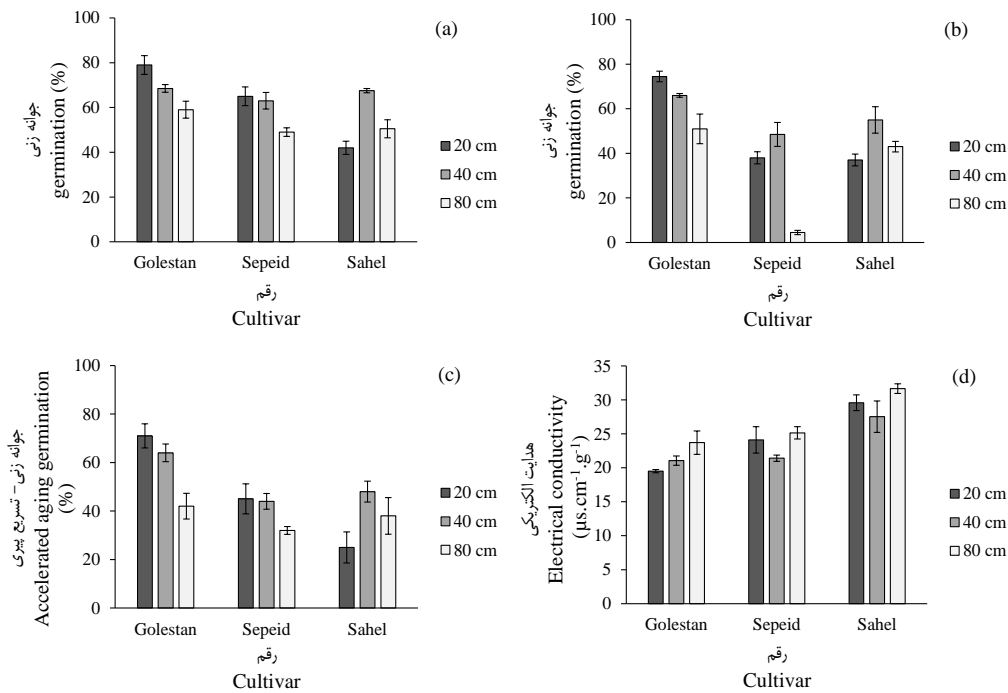 (a)
جوانه زنی
germination (%)
100
80
60
40
20
0
20 cm
40 cm
80 cm
Golestan Sepeid Sahel
رقم
Cultivar
(b)
جوانه زنی
germination (%)
100
80
60
40
20
0
20 cm
40 cm
80 cm
Golestan Sepeid Sahel
رقم
Cultivar
(c)
جوانه زنی - تسریع پیری
Accelerated aging germination
(%)
100
80
60
40
20
0
20 cm
40 cm
80 cm
Golestan Sepeid Sahel
رقم
Cultivar
(d)
هدایت الکتریکی
Electrical conductivity
(µs.cm⁻¹.g⁻¹)
35
30
25
20
15
10
5
0
20 cm
40 cm
80 cm
Golestan Sepeid Sahel
رقم
Cultivar